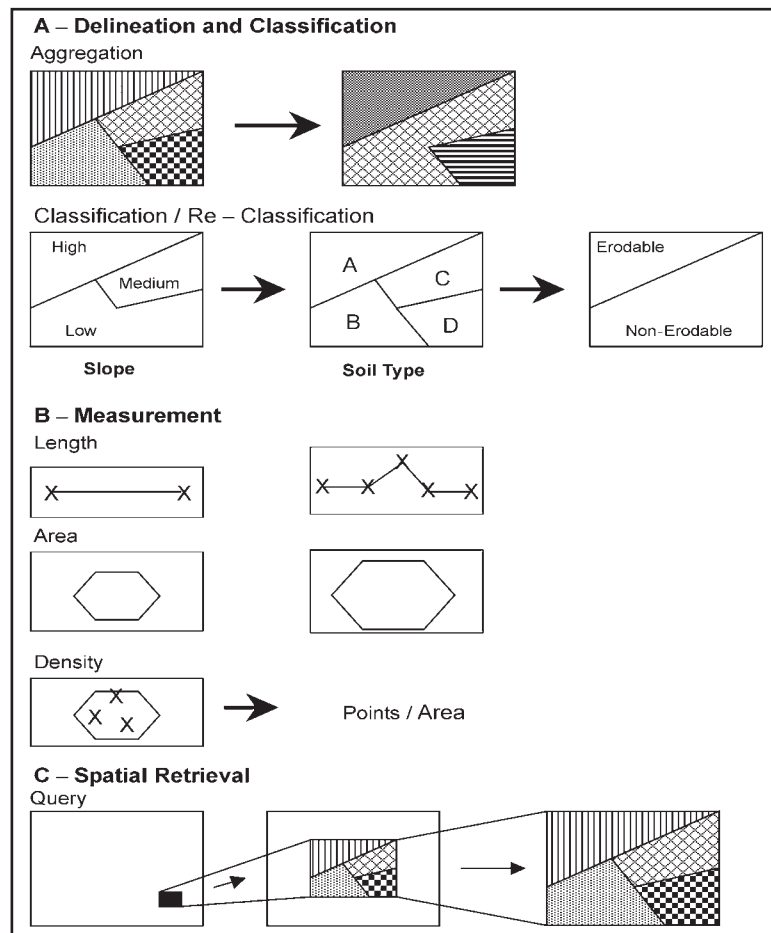 A – Delineation and Classification
Aggregation
Classification / Re – Classification
High
Medium
Low
Slope
A
C
B
D
Soil Type
Erodable
Non-Erodable
B – Measurement
Length
X X
X X X X X
Area
Density
X
X X
Points / Area
C – Spatial Retrieval
Query